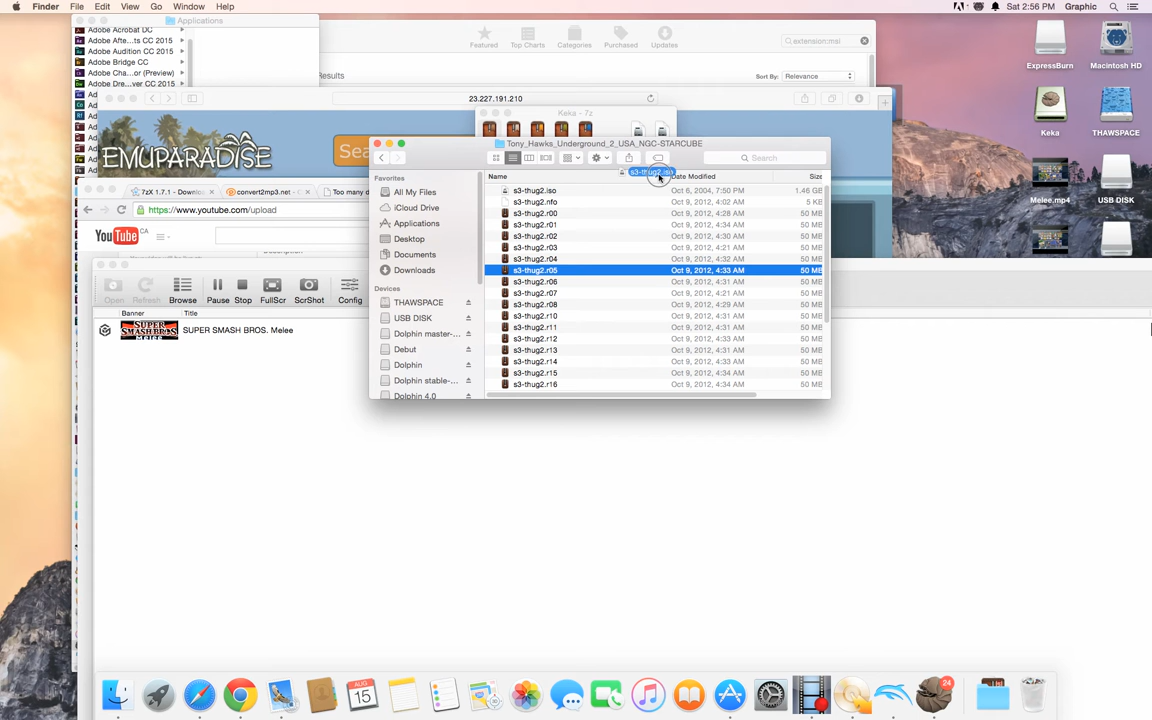 Finder File Edit View Go Window Help
Sat 2:56 PM Graphic
Applications
Adobe Acrobat DC
Adobe Afte...ts CC 2015
Adobe Audition CC 2015
Adobe Bridge CC
Adobe Cha...or (Preview)
Adobe Dre...ver CC 2015
Featured Top Charts Categories Purchased Updates
extension:msi
Results
Sort By: Relevance
23.227.191.210
EMUPARADISE
Sea
Keka - 7z
7zX 1.7.1 - Downloa
convert2mp3.net -
Too many d
https://www.youtube.com/upload
YouTube CA
Open Refresh Browse Pause Stop FullScr ScrShot Config
Banner Title
SUPER SMASH BROS. Melee
SUPER SMASH BROS. Melee
Tony_Hawks_Underground_2_USA_NGC-STARCUBE
Search
Favorites
All My Files
iCloud Drive
Applications
Desktop
Documents
Downloads
Devices
THAWSPACE
USB DISK
Dolphin master-...
Debut
Dolphin
Dolphin stable-...
Dolphin 4.0
Name Date Modified Size
s3-thug2.iso
s3-thug2.iso Oct 6, 2004, 7:50 PM 1.46 GB
s3-thug2.nfo Oct 9, 2012, 4:02 AM 5 KB
s3-thug2.r00 Oct 9, 2012, 4:28 AM 50 MB
s3-thug2.r01 Oct 9, 2012, 4:34 AM 50 MB
s3-thug2.r02 Oct 9, 2012, 4:30 AM 50 MB
s3-thug2.r03 Oct 9, 2012, 4:21 AM 50 MB
s3-thug2.r04 Oct 9, 2012, 4:32 AM 50 MB
s3-thug2.r05 Oct 9, 2012, 4:33 AM 50 MB
s3-thug2.r06 Oct 9, 2012, 4:31 AM 50 MB
s3-thug2.r07 Oct 9, 2012, 4:21 AM 50 MB
s3-thug2.r08 Oct 9, 2012, 4:29 AM 50 MB
s3-thug2.r10 Oct 9, 2012, 4:31 AM 50 MB
s3-thug2.r11 Oct 9, 2012, 4:31 AM 50 MB
s3-thug2.r12 Oct 9, 2012, 4:33 AM 50 MB
s3-thug2.r13 Oct 9, 2012, 4:31 AM 50 MB
s3-thug2.r14 Oct 9, 2012, 4:33 AM 50 MB
s3-thug2.r15 Oct 9, 2012, 4:34 AM 50 MB
s3-thug2.r16 Oct 9, 2012, 4:34 AM 50 MB
ExpressBurn
Macintosh HD
Keka
THAWSPACE
Melee.mp4
USB DISK
AUG
15
24